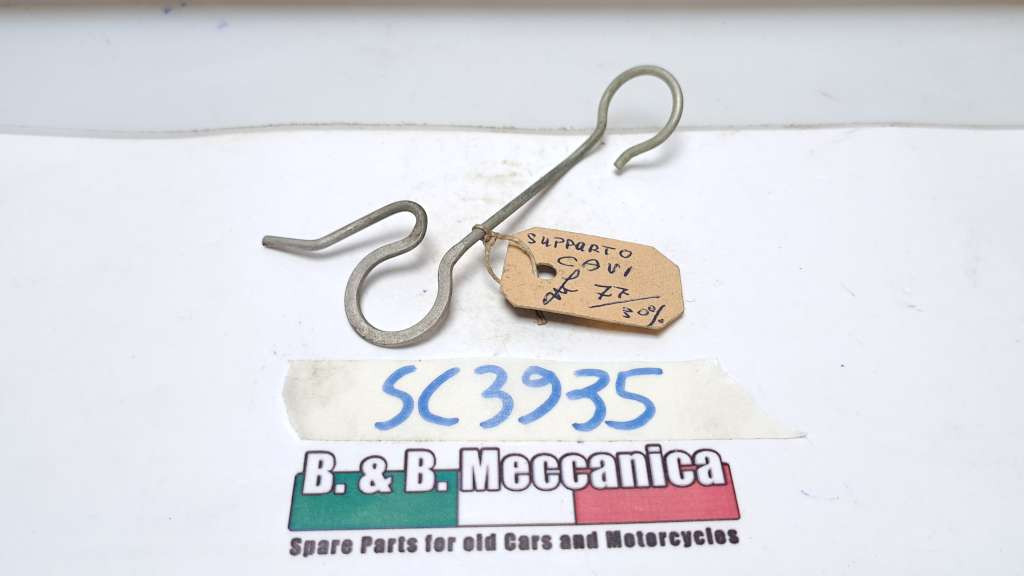 SUPPORTO
CAVI
£ 77
30%
SC3935
B. & B. Meccanica
Spare Parts for old Cars and Motorcycles